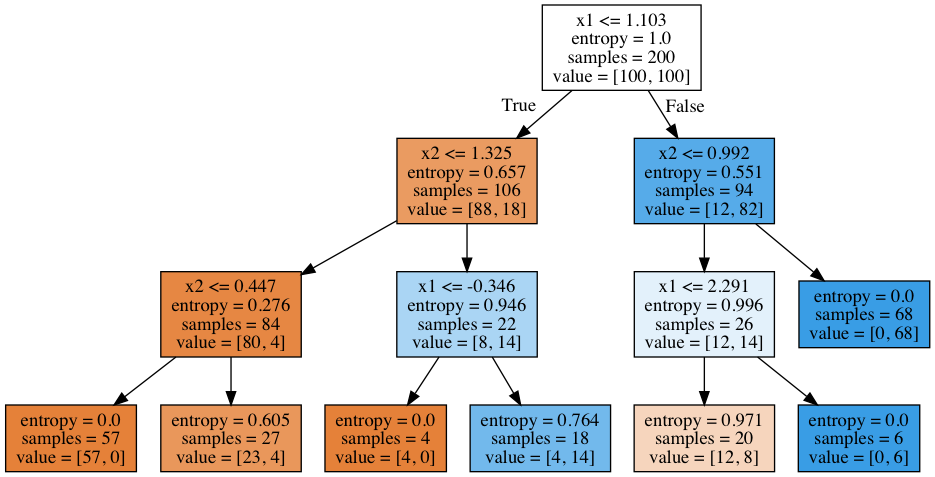 x1 <= 1.103
entropy = 1.0
samples = 200
value = [100, 100]
True
False
x2 <= 1.325
entropy = 0.657
samples = 106
value = [88, 18]
x2 <= 0.992
entropy = 0.551
samples = 94
value = [12, 82]
x2 <= 0.447
entropy = 0.276
samples = 84
value = [80, 4]
x1 <= -0.346
entropy = 0.946
samples = 22
value = [8, 14]
x1 <= 2.291
entropy = 0.996
samples = 26
value = [12, 14]
entropy = 0.0
samples = 68
value = [0, 68]
entropy = 0.0
samples = 57
value = [57, 0]
entropy = 0.605
samples = 27
value = [23, 4]
entropy = 0.0
samples = 4
value = [4, 0]
entropy = 0.764
samples = 18
value = [4, 14]
entropy = 0.971
samples = 20
value = [12, 8]
entropy = 0.0
samples = 6
value = [0, 6]